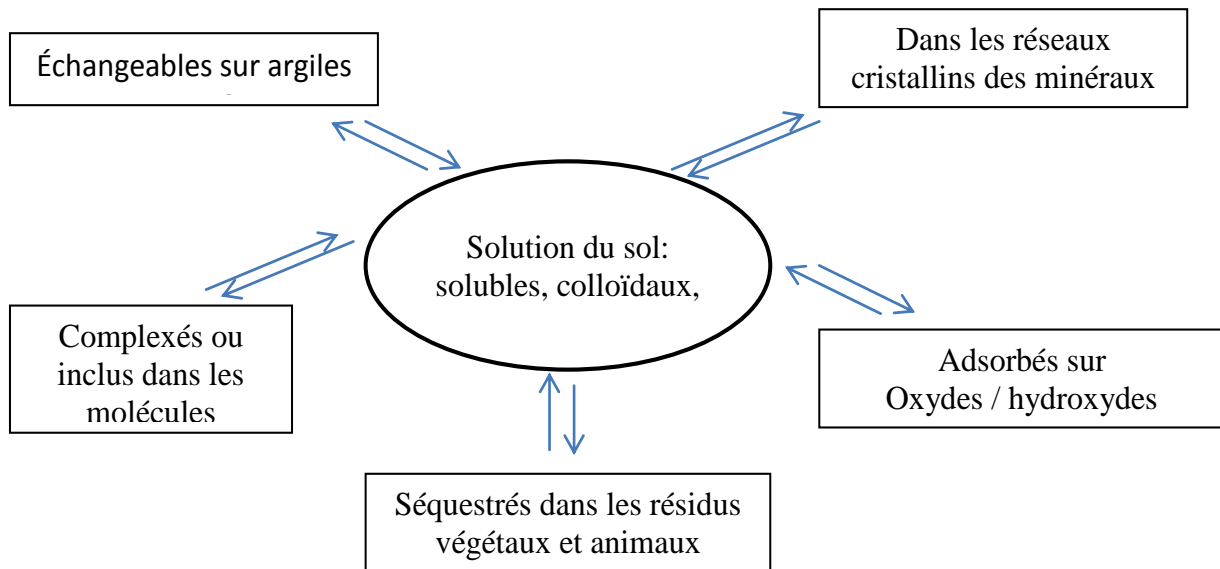 Échangeables sur argiles
Dans les réseaux
cristallins des minéraux
Solution du sol:
solubles, colloïdaux,
Complexés ou
inclus dans les
molécules
Adsorbés sur
Oxydes / hydroxydes
Séquestrés dans les résidus
végétaux et animaux